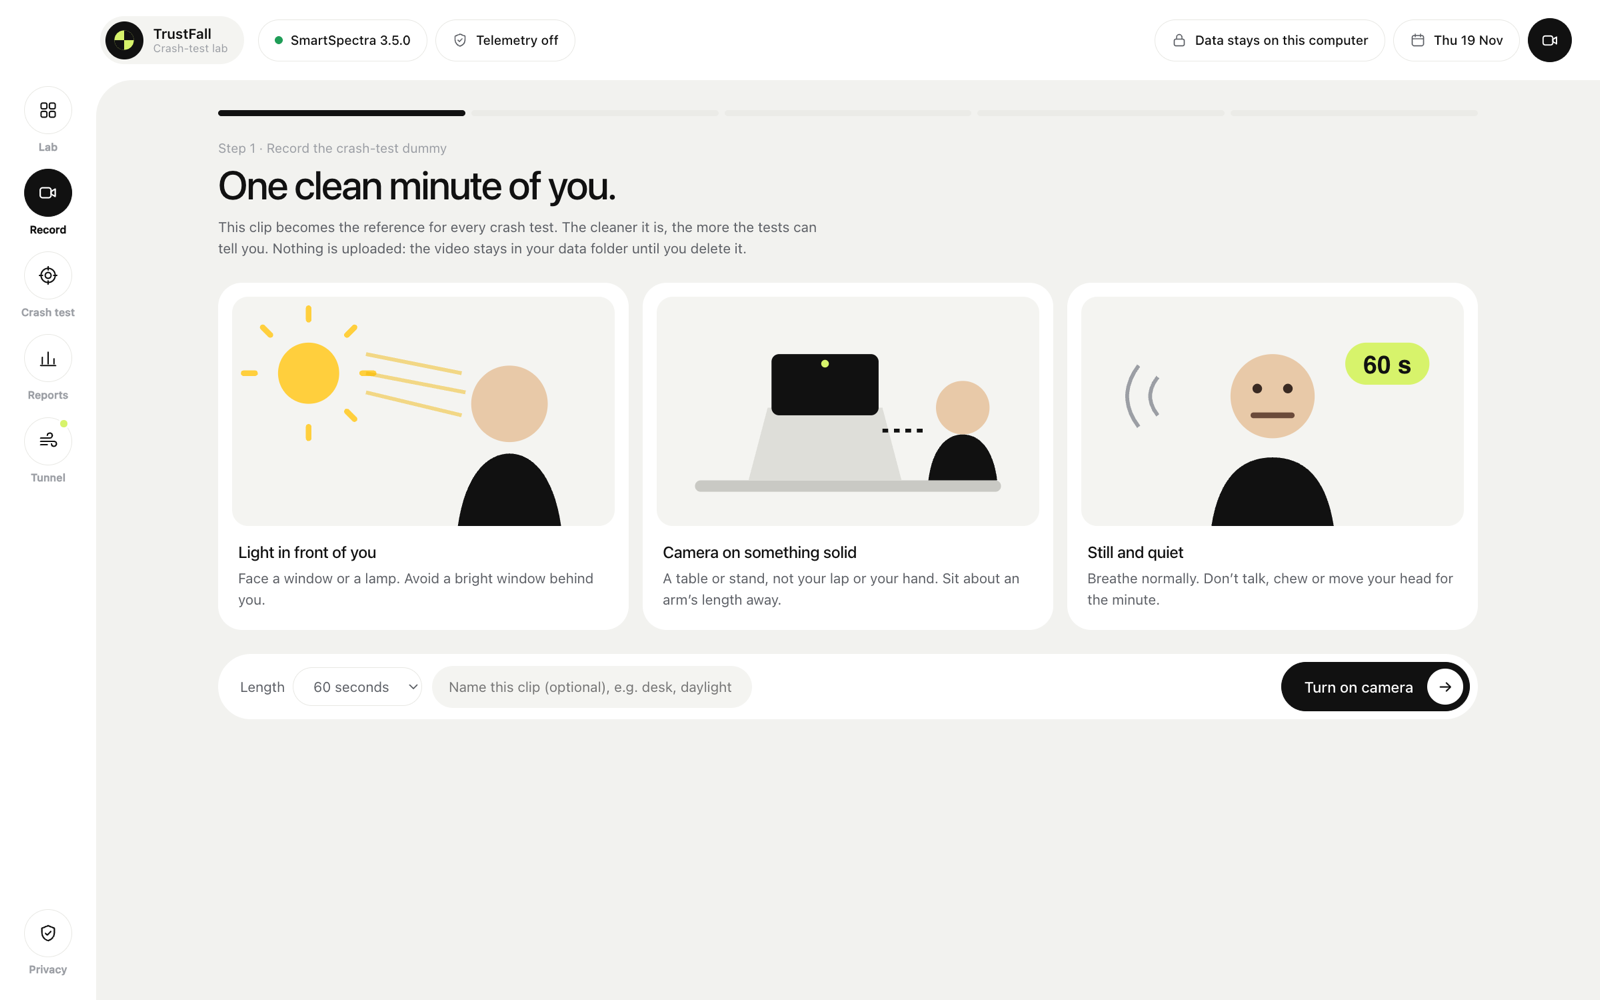 TrustFall
Crash-test lab
SmartSpectra 3.5.0
Telemetry off
Data stays on this computer
Thu 19 Nov
Lab
Record
Crash test
Reports
Tunnel
Privacy
Step 1 · Record the crash-test dummy
One clean minute of you.
This clip becomes the reference for every crash test. The cleaner it is, the more the tests can
tell you. Nothing is uploaded: the video stays in your data folder until you delete it.
Light in front of you
Face a window or a lamp. Avoid a bright window behind
you.
Camera on something solid
A table or stand, not your lap or your hand. Sit about an
arm’s length away.
60 s
Still and quiet
Breathe normally. Don’t talk, chew or move your head for
the minute.
Length
60 seconds
Name this clip (optional), e.g. desk, daylight
Turn on camera